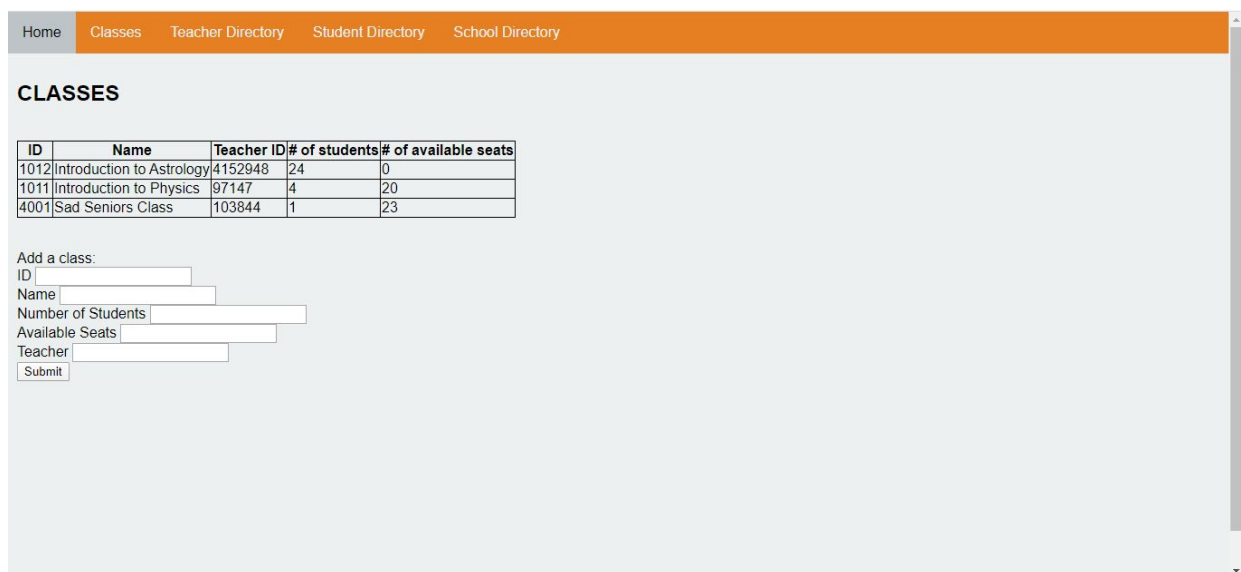 Home Classes Teacher Directory Student Directory School Directory
CLASSES
ID Name Teacher ID # of students # of available seats
1012 Introduction to Astrology 4152948 24 0
1011 Introduction to Physics 97147 4 20
4001 Sad Seniors Class 103844 1 23
Add a class:
ID
Name
Number of Students
Available Seats
Teacher
Submit